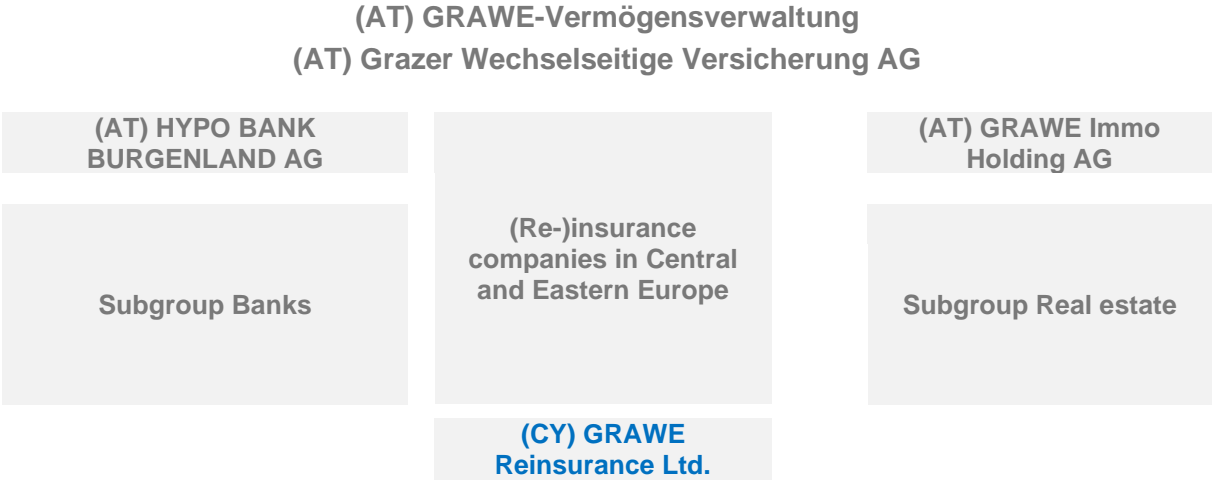 (AT) GRAWE-Vermögensverwaltung
(AT) Grazer Wechselseitige Versicherung AG
(AT) HYPO BANK
BURGENLAND AG
(AT) GRAWE Immo
Holding AG
(Re-)insurance
companies in Central
and Eastern Europe
Subgroup Banks
Subgroup Real estate
(CY) GRAWE
Reinsurance Ltd.